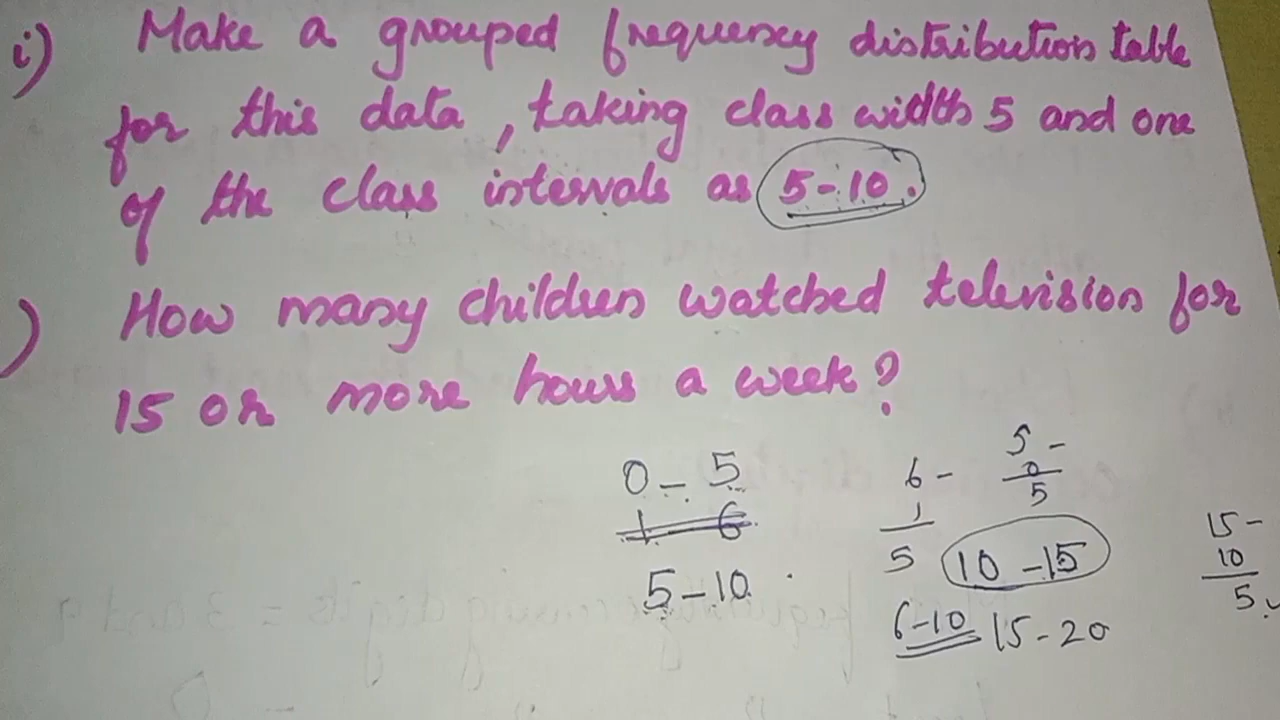 i) Make a grouped frequency distribution table
for this data, taking class width 5 and one
of the class intervals as 5-10.
) How many children watched television for
15 or more hours a week?
0-5
1 6
5-10
6-
1
5
5-
0
5
10-15
6-10 15-20
15-
10
5